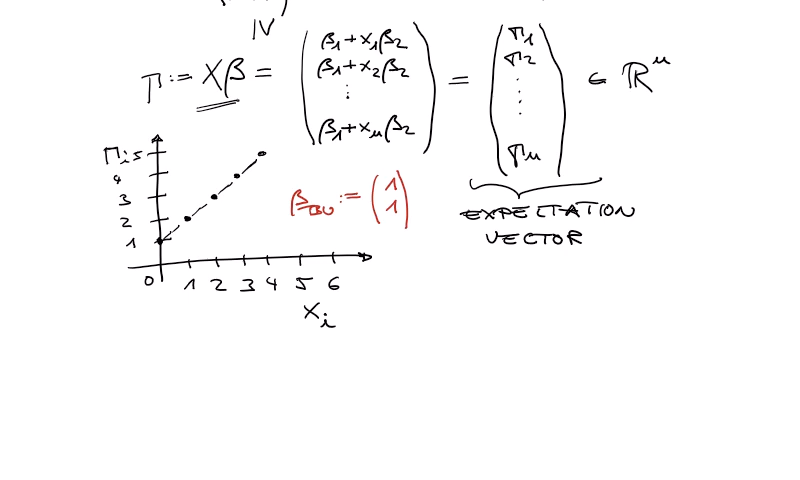 IV
μ := Xβ = ( β₁+x₁β₂ β₁+x₂β₂ ⋮ β₁+xₙβ₂ ) = ( μ₁ μ₂ ⋮ μₙ ) ∈ ℝⁿ
μᵢ 5
4
3
2
1
0 1 2 3 4 5 6
xᵢ
:= ( 1 1 )
EXPECTATION
VECTOR